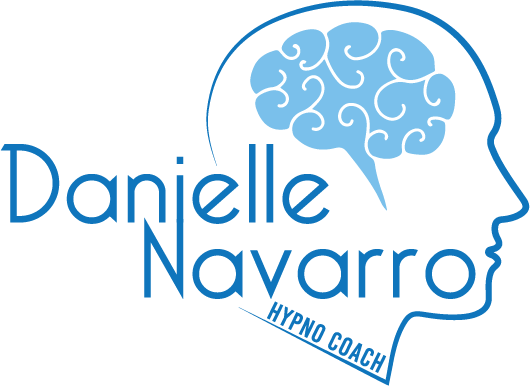 Danielle
Navarro
HYPNO COACH